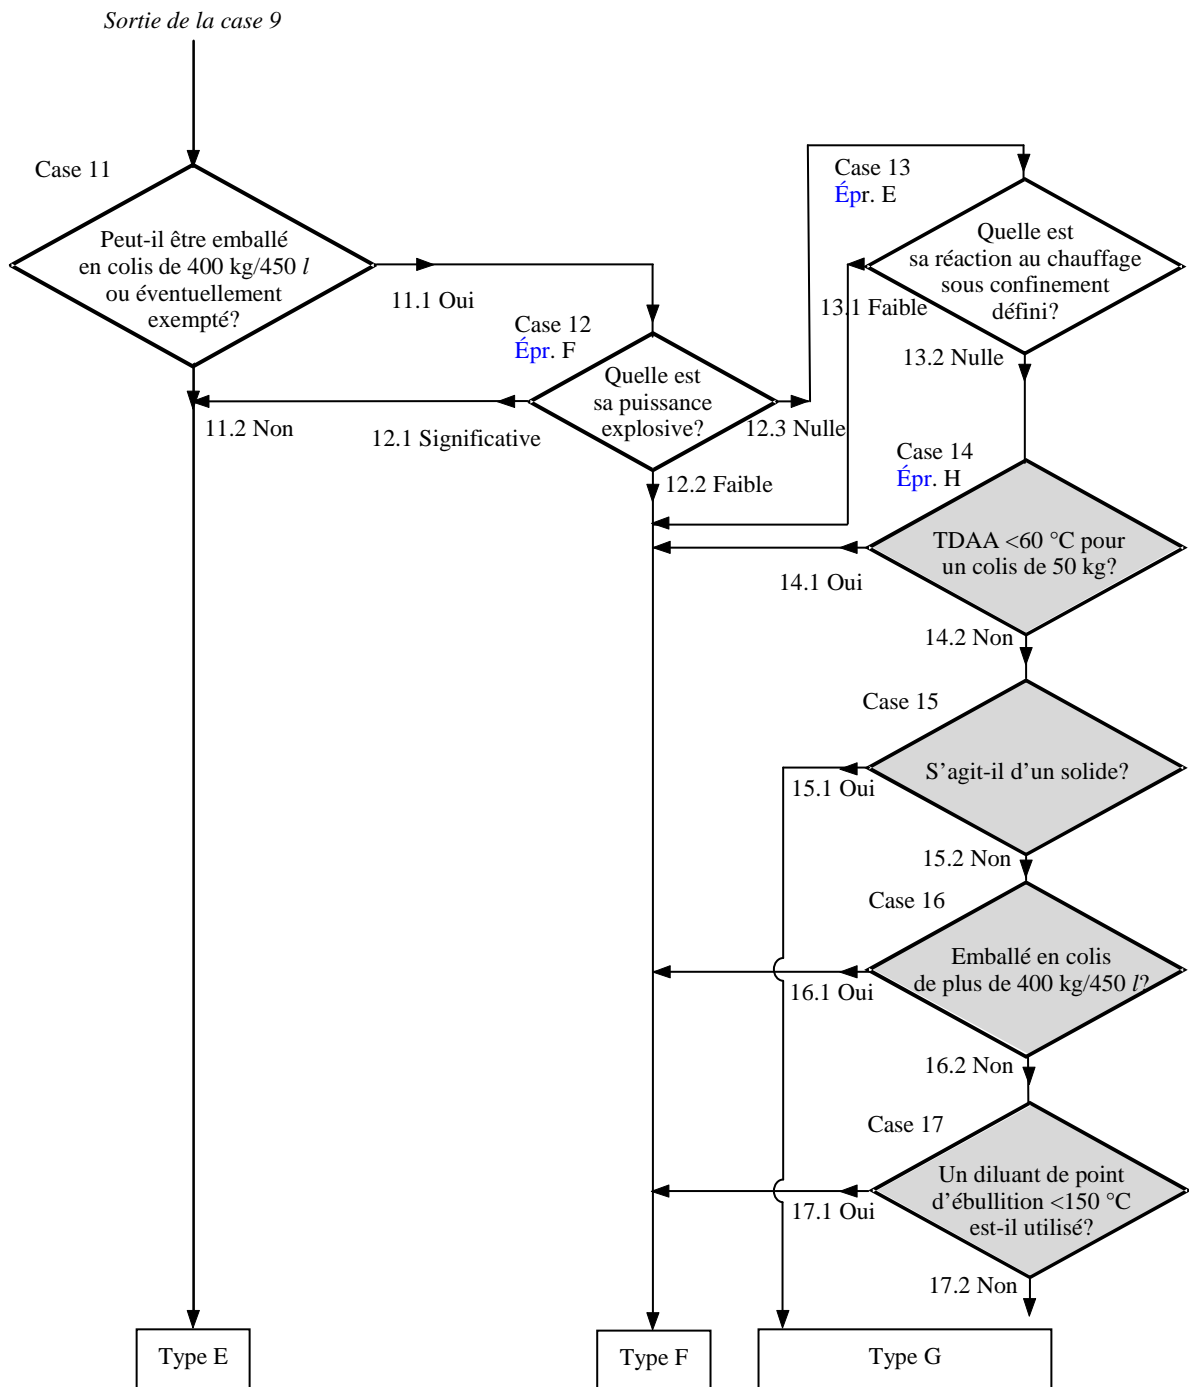 Sortie de la case 9
Case 11
Peut-il être emballé
en colis de 400 kg/450 l
ou éventuellement
exempté?
11.1 Oui
11.2 Non
Case 12
Épr. F
Quelle est
sa puissance
explosive?
12.1 Significative
12.2 Faible
12.3 Nulle
Case 13
Épr. E
Quelle est
sa réaction au chauffage
sous confinement
défini?
13.1 Faible
13.2 Nulle
Case 14
Épr. H
TDAA <60 °C pour
un colis de 50 kg?
14.1 Oui
14.2 Non
Case 15
S’agit-il d’un solide?
15.1 Oui
15.2 Non
Case 16
Emballé en colis
de plus de 400 kg/450 l?
16.1 Oui
16.2 Non
Case 17
Un diluant de point
d’ébullition <150 °C
est-il utilisé?
17.1 Oui
17.2 Non
Type E
Type F
Type G